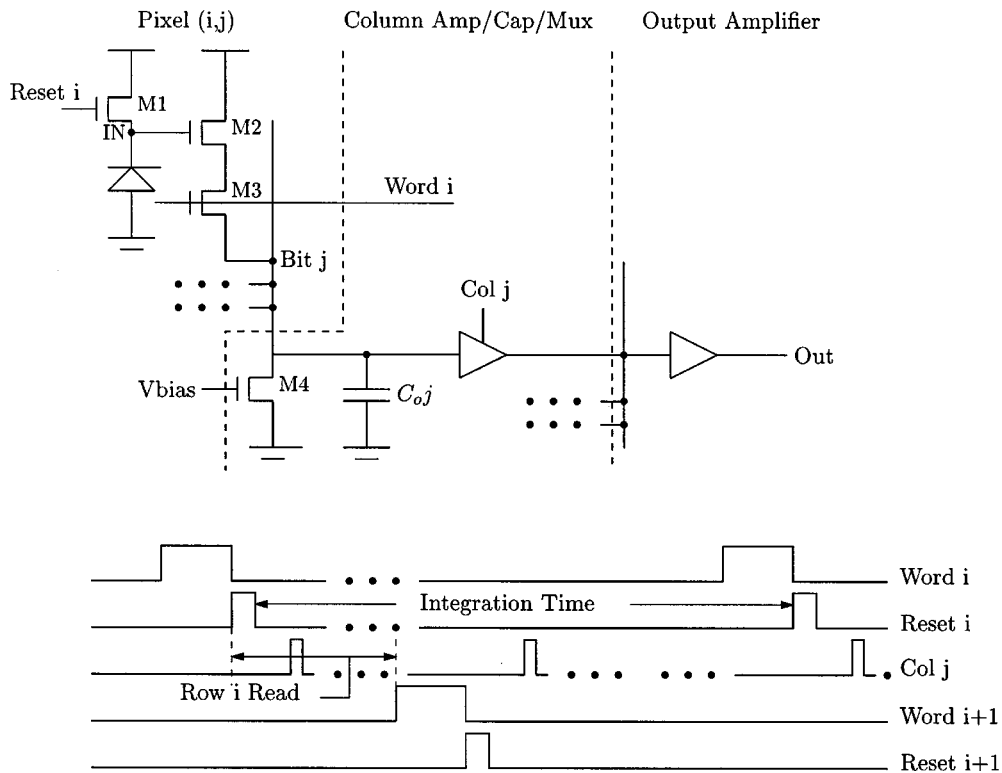 Pixel (i,j)
Column Amp/Cap/Mux
Output Amplifier
Reset i
M1
IN
M2
M3
Word i
Bit j
Col j
Out
Vbias
M4
C_oj
Word i
Integration Time
Reset i
Col j
Row i Read
Word i+1
Reset i+1